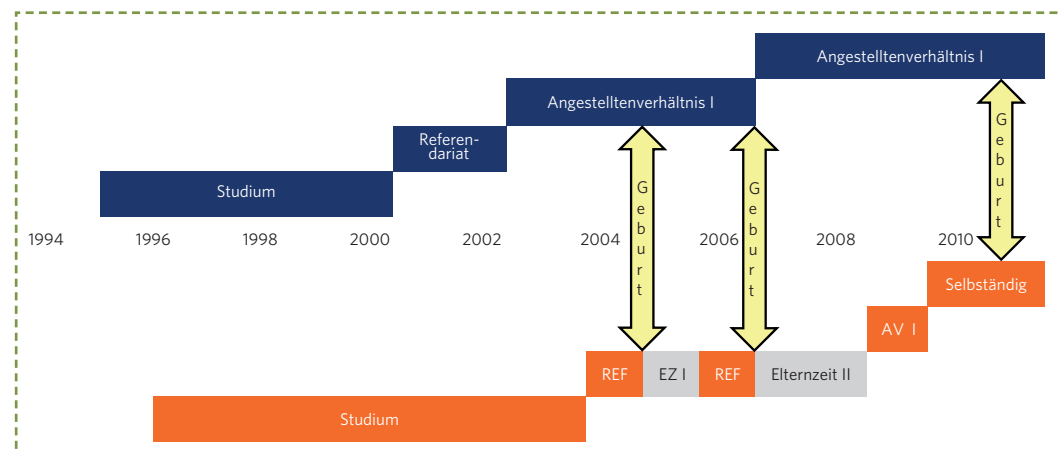 Angestelltenverhältnis I
Angestelltenverhältnis I
Referen-
dariat
Studium
Geburt
Geburt
Geburt
1994 1996 1998 2000 2002 2004 2006 2008 2010
Selbständig
AV I
REF EZ I REF Elternzeit II
Studium